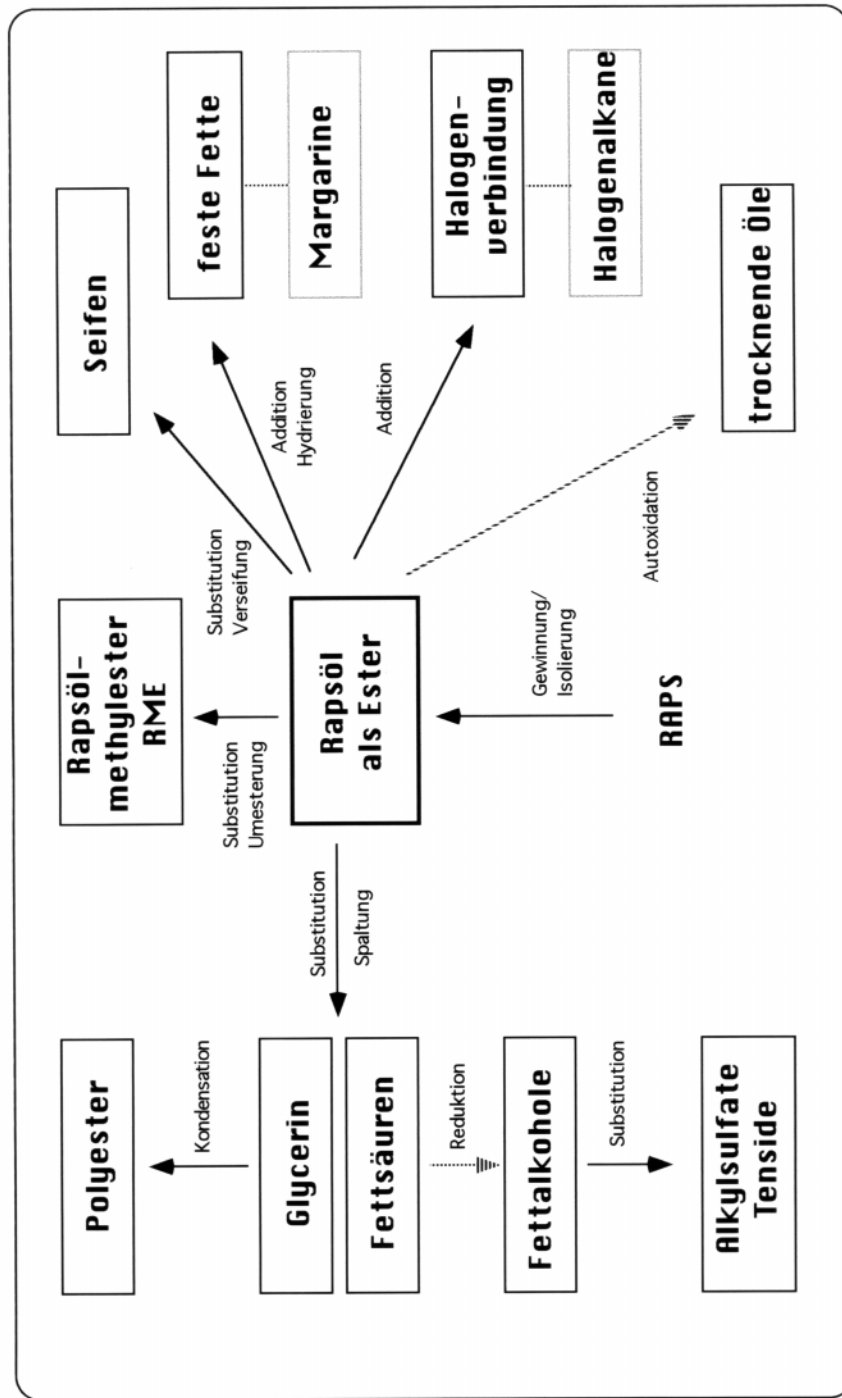 Polyester
Kondensation
Glycerin
Fettsäuren
Reduktion
Fettalkohole
Substitution
Alkylsulfate
Tenside
Substitution
Spaltung
Rapsöl-
methylester
RME
Substitution
Umesterung
Rapsöl
als Ester
Gewinnung/
Isolierung
RAPS
Seifen
Substitution
Verseifung
feste Fette
Margarine
Addition
Hydrierung
Halogen-
verbindung
Halogenalkane
Addition
trocknende Öle
Autoxidation